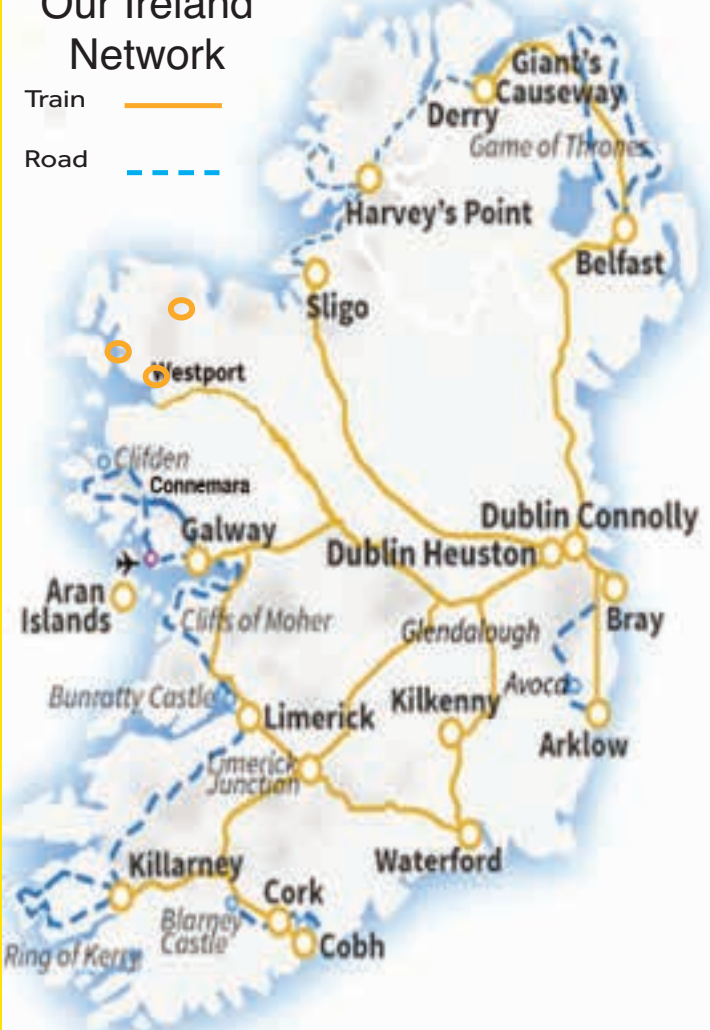 Our Ireland
Network
Train
Road
Giant's
Causeway
Derry
Game of Thrones
Harvey's Point
Belfast
Sligo
Westport
Clifden
Connemara
Dublin Connolly
Galway
Dublin Heuston
Aran
Islands
Cliffs of Moher
Glendalough
Bray
Bunratty Castle
Limerick
Kilkenny
Avoca
Arklow
Limerick
Junction
Waterford
Killarney
Cork
Blarney
Castle
Cobh
Ring of Kerry